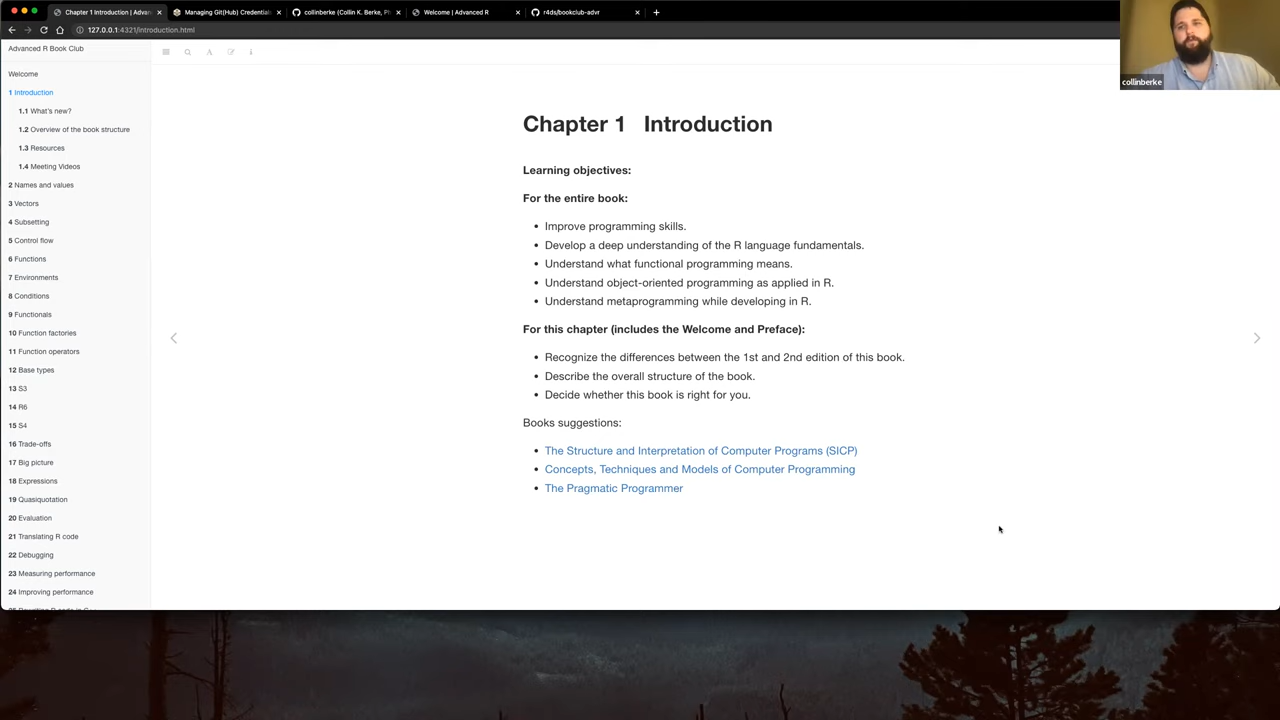 Chapter 1 Introduction | Advan
Managing Git(Hub) Credentials
collinberke (Collin K. Berke, Ph
Welcome | Advanced R
r4ds/bookclub-advr
127.0.0.1:4321/introduction.html
collinberke
Advanced R Book Club
Welcome
1 Introduction
1.1 What's new?
1.2 Overview of the book structure
1.3 Resources
1.4 Meeting Videos
2 Names and values
3 Vectors
4 Subsetting
5 Control flow
6 Functions
7 Environments
8 Conditions
9 Functionals
10 Function factories
11 Function operators
12 Base types
13 S3
14 R6
15 S4
16 Trade-offs
17 Big picture
18 Expressions
19 Quasiquotation
20 Evaluation
21 Translating R code
22 Debugging
23 Measuring performance
24 Improving performance
Chapter 1 Introduction
Learning objectives:
For the entire book:
• Improve programming skills.
• Develop a deep understanding of the R language fundamentals.
• Understand what functional programming means.
• Understand object-oriented programming as applied in R.
• Understand metaprogramming while developing in R.
For this chapter (includes the Welcome and Preface):
• Recognize the differences between the 1st and 2nd edition of this book.
• Describe the overall structure of the book.
• Decide whether this book is right for you.
Books suggestions:
• The Structure and Interpretation of Computer Programs (SICP)
• Concepts, Techniques and Models of Computer Programming
• The Pragmatic Programmer